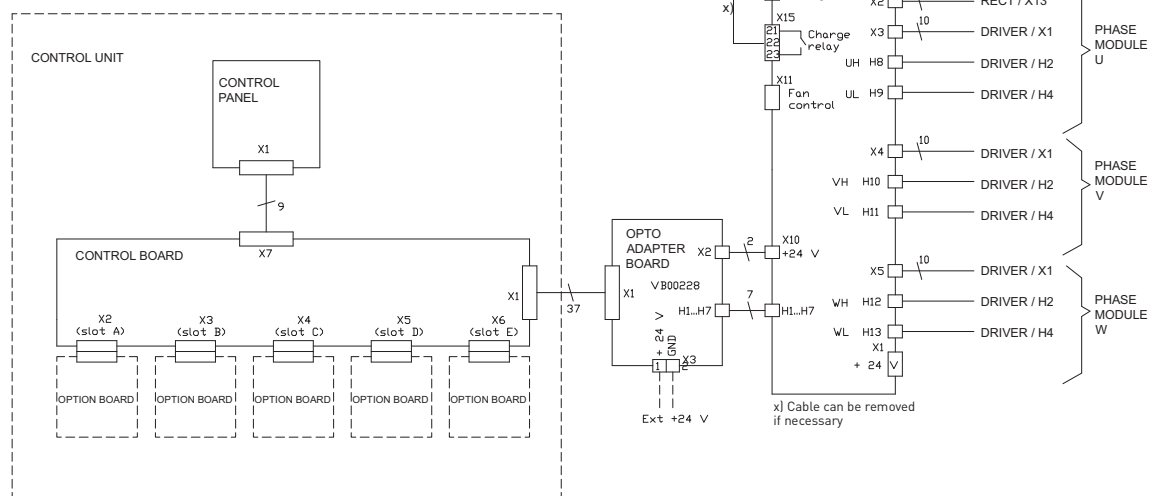 CONTROL UNIT
CONTROL
PANEL
X1
9
X7
CONTROL BOARD
X1
37
X2
(slot A)
X3
(slot B)
X4
(slot C)
X5
(slot D)
X6
(slot E)
OPTION BOARD
OPTION BOARD
OPTION BOARD
OPTION BOARD
OPTION BOARD
OPTO
ADAPTER
BOARD
X2
X1
VB00228
H1...H7
+ 24 V
GND
X3
1
2
Ext +24 V
2
7
x)
X15
21
22
23
Charge
relay
X11
Fan
control
X10
+24 V
H1...H7
X2
RECT / X13
X3
10
DRIVER / X1
UH H8
DRIVER / H2
UL H9
DRIVER / H4
PHASE
MODULE
U
X4
10
DRIVER / X1
VH H10
DRIVER / H2
VL H11
DRIVER / H4
PHASE
MODULE
V
X5
10
DRIVER / X1
WH H12
DRIVER / H2
WL H13
DRIVER / H4
PHASE
MODULE
W
X1
+ 24 V
x) Cable can be removed
if necessary